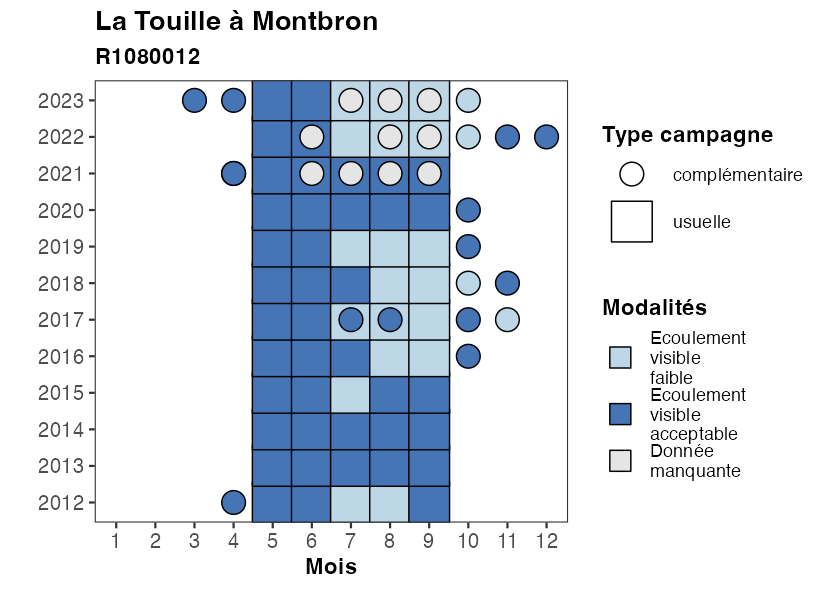 La Touille à Montbron
R1080012
2023
2022
2021
2020
2019
2018
2017
2016
2015
2014
2013
2012
1 2 3 4 5 6 7 8 9 10 11 12
Mois
Type campagne
complémentaire
usuelle
Modalités
Ecoulement
visible
faible
Ecoulement
visible
acceptable
Donnée
manquante